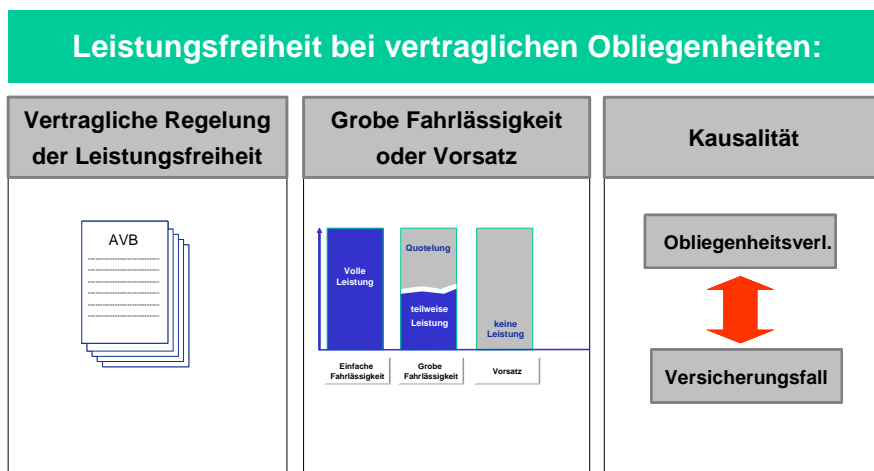 Leistungsfreiheit bei vertraglichen Obliegenheiten:
Vertragliche Regelung
der Leistungsfreiheit
Grobe Fahrlässigkeit
oder Vorsatz
Kausalität
AVB
Volle
Leistung
Quotelung
teilweise
Leistung
keine
Leistung
Einfache
Fahrlässigkeit
Grobe
Fahrlässigkeit
Vorsatz
Obliegenheitsverl.
Versicherungsfall